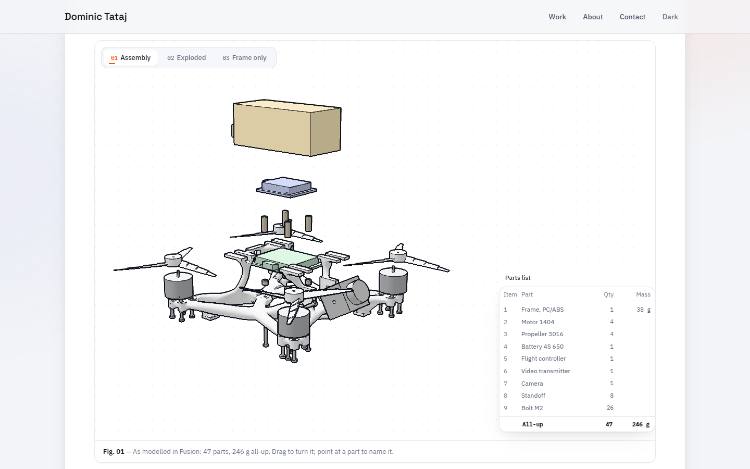 Dominic Tataj
Work About Contact Dark
01 Assembly 02 Exploded 03 Frame only
Parts list
Item Part Qty Mass
1 Frame, PC/ABS 1 38 g
2 Motor 1404 4
3 Propeller 3016 4
4 Battery 4S 650 1
5 Flight controller 1
6 Video transmitter 1
7 Camera 1
8 Standoff 8
9 Bolt M2 26
All-up 47 246 g
Fig. 01 — As modelled in Fusion: 47 parts, 246 g all-up. Drag to turn it; point at a part to name it.